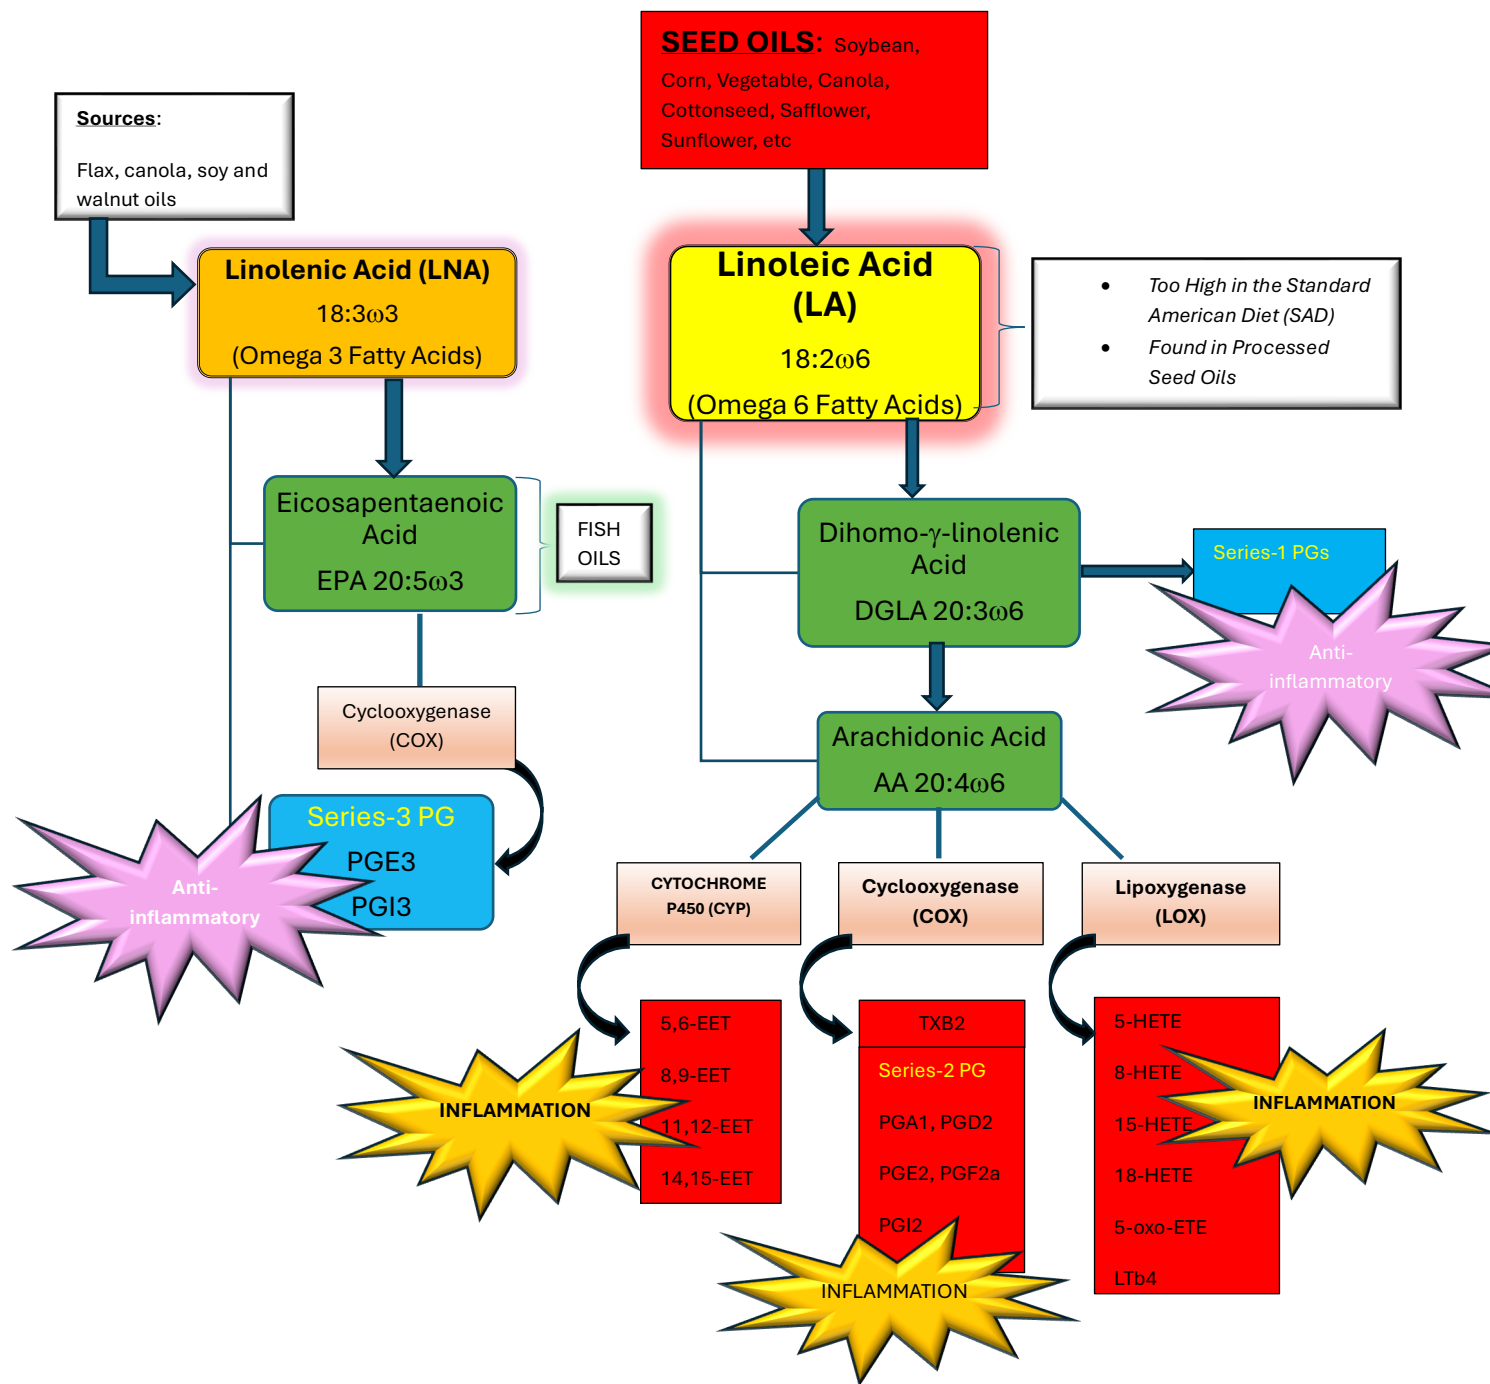 SEED OILS: Soybean,
Corn, Vegetable, Canola,
Cottonseed, Safflower,
Sunflower, etc
Sources:
Flax, canola, soy and
walnut oils
Linolenic Acid (LNA)
18:3ω3
(Omega 3 Fatty Acids)
Linoleic Acid
(LA)
18:2ω6
(Omega 6 Fatty Acids)
• Too High in the Standard
American Diet (SAD)
• Found in Processed
Seed Oils
Eicosapentaenoic
Acid
EPA 20:5ω3
FISH
OILS
Dihomo-γ-linolenic
Acid
DGLA 20:3ω6
Series-1 PGs
Anti-
inflammatory
Cyclooxygenase
(COX)
Arachidonic Acid
AA 20:4ω6
Series-3 PG
PGE3
PGI3
Anti-
inflammatory
CYTOCHROME
P450 (CYP)
Cyclooxygenase
(COX)
Lipoxygenase
(LOX)
5,6-EET
8,9-EET
11,12-EET
14,15-EET
INFLAMMATION
TXB2
Series-2 PG
PGA1, PGD2
PGE2, PGF2a
PGI2
INFLAMMATION
5-HETE
8-HETE
15-HETE
18-HETE
5-oxo-ETE
LTb4
INFLAMMATION